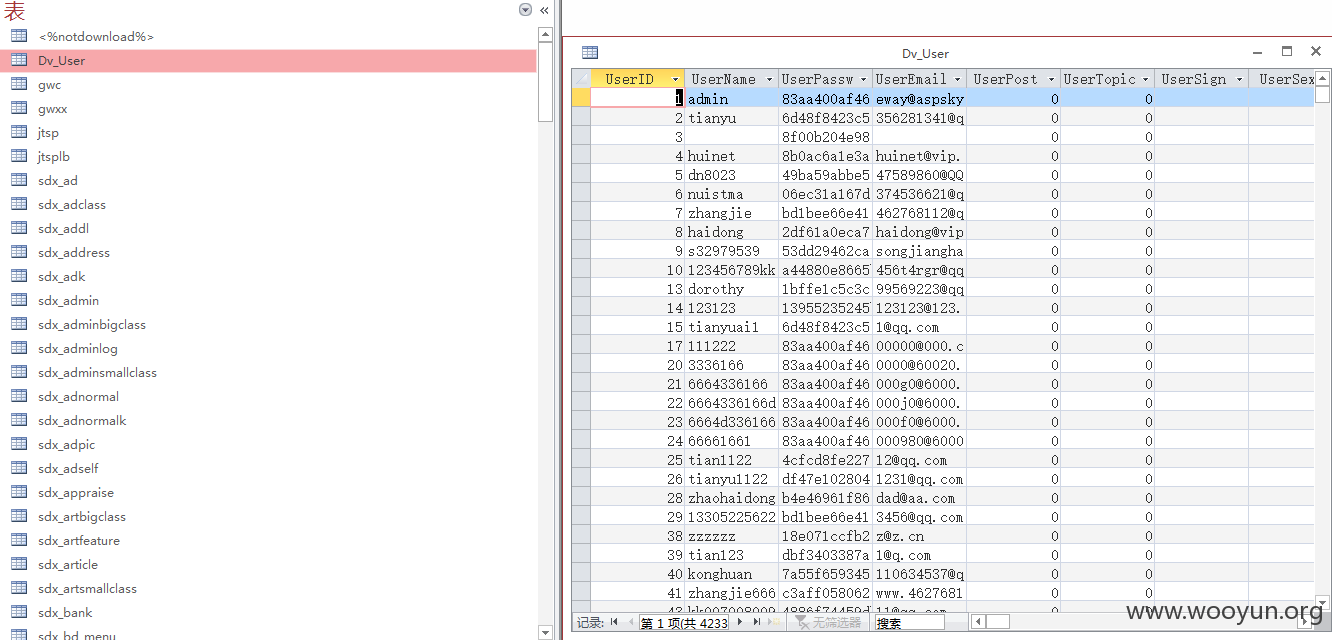 表
<%notdownload%>
Dv_User
gwc
gwxx
jtsp
jtsplb
sdx_ad
sdx_adclass
sdx_addl
sdx_address
sdx_adk
sdx_admin
sdx_adminbigclass
sdx_adminlog
sdx_adminsmallclass
sdx_adnormal
sdx_adnormalk
sdx_adpic
sdx_adself
sdx_appraise
sdx_artbigclass
sdx_artfeature
sdx_article
sdx_artsmallclass
sdx_bank
sdx_bd_menu
Dv_User
UserID UserName UserPassw UserEmail UserPost UserTopic UserSign UserSex
1 admin 83aa400af46 eway@aspsky 0 0
2 tianyu 6d48f8423c5 356281341@q 0 0
3 8f00b204e98 0 0
4 huinet 8b0ac6a1e3a huinet@vip. 0 0
5 dn8023 49ba59abbe5 47589860@QQ 0 0
6 nuistma 06ec31a167d 374536621@q 0 0
7 zhangjie bd1bee66e41 462768112@q 0 0
8 haidong 2df61a0eca7 haidong@vip 0 0
9 s32979539 53dd29462ca songjiangha 0 0
10 123456789kk a44880e8665 456t4rgr@qq 0 0
13 dorothy 1bffe1c5c3c 99569223@qq 0 0
14 123123 13955235245 123123@123. 0 0
15 tianyuai1 6d48f8423c5 1@qq.com 0 0
17 111222 83aa400af46 00000@000.c 0 0
20 3336166 83aa400af46 0000@60020. 0 0
21 6664336166 83aa400af46 000g0@6000. 0 0
22 6664336166d 83aa400af46 000j0@6000. 0 0
23 6664d336166 83aa400af46 000f0@6000. 0 0
24 66661661 83aa400af46 000980@6000 0 0
25 tian1122 4cfcd8fe227 12@qq.com 0 0
26 tianyu1122 df47e102804 1231@qq.com 0 0
28 zhaohaidong b4e46961f86 dad@aa.com 0 0
29 13305225622 bd1bee66e41 3456@qq.com 0 0
38 zzzzzz 18e071ccfb2 z@z.cn 0 0
39 tian123 dbf3403387a 1@q.com 0 0
40 konghuan 7a55f659345 110634537@q 0 0
41 zhangjie666 c3aff058062 www.4627681 0 0
记录: 第 1 项(共 4233 无筛选器 搜索
www.wooyun.org